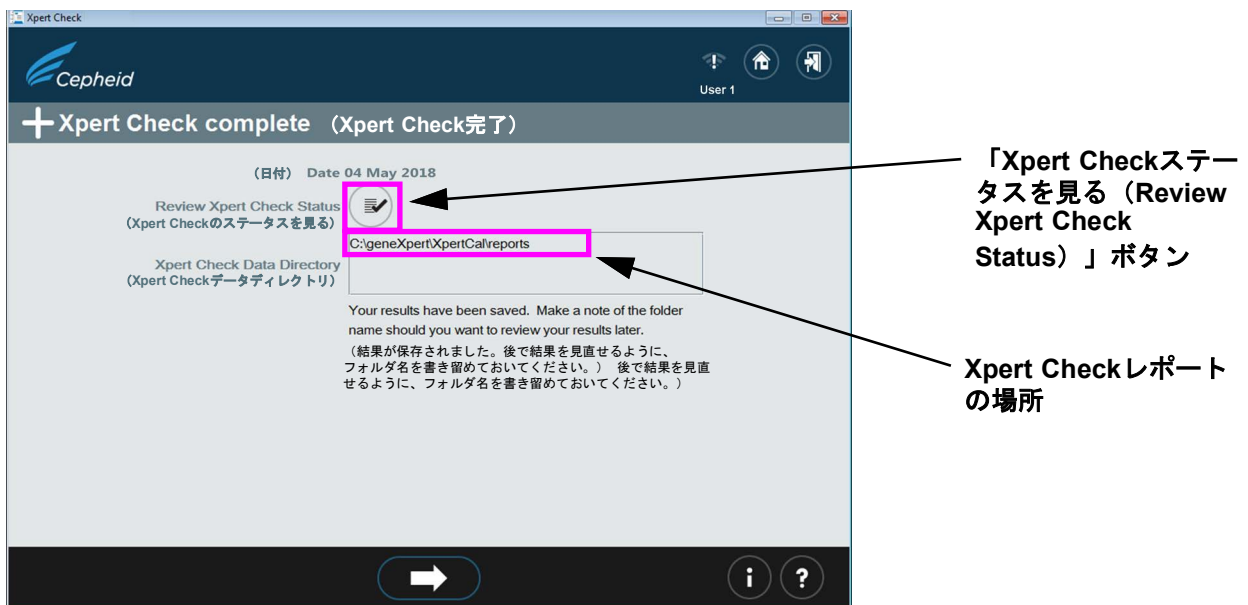 Xpert Check
Cepheid
User 1
Xpert Check complete （Xpert Check完了）
（日付） Date 04 May 2018
Review Xpert Check Status
（Xpert Checkのステータスを見る）
C:\geneXpert\XpertCal\reports
Xpert Check Data Directory
（Xpert Checkデータディレクトリ）
Your results have been saved. Make a note of the folder
name should you want to review your results later.
（結果が保存されました。後で結果を見直せるように、
フォルダ名を書き留めておいてください。） 後で結果を見直
せるように、フォルダ名を書き留めておいてください。）
「Xpert Checkステー
タスを見る（Review
Xpert Check
Status）」ボタン
Xpert Checkレポート
の場所